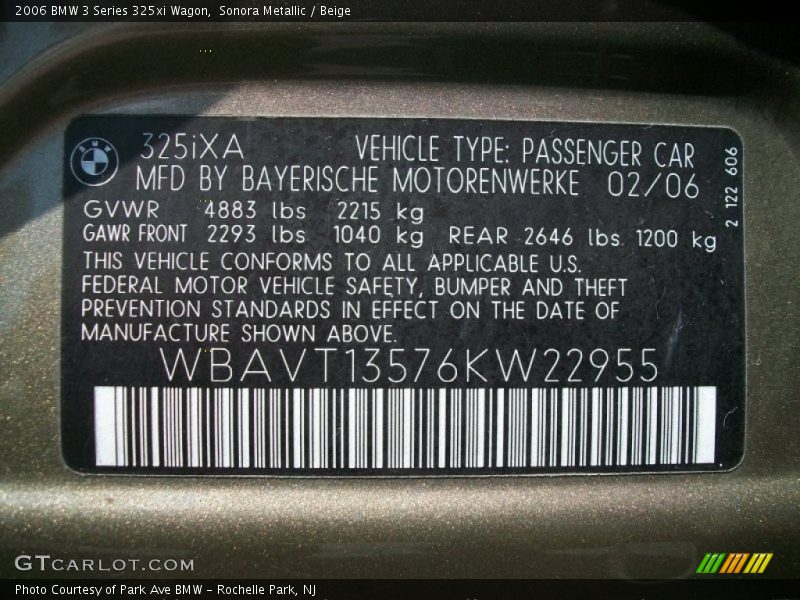 2006 BMW 3 Series 325xi Wagon, Sonora Metallic / Beige
BMW
325iXA VEHICLE TYPE: PASSENGER CAR
MFD BY BAYERISCHE MOTORENWERKE 02/06
GVWR 4883 lbs 2215 kg
GAWR FRONT 2293 lbs 1040 kg REAR 2646 lbs 1200 kg
THIS VEHICLE CONFORMS TO ALL APPLICABLE U.S.
FEDERAL MOTOR VEHICLE SAFETY, BUMPER AND THEFT
PREVENTION STANDARDS IN EFFECT ON THE DATE OF
MANUFACTURE SHOWN ABOVE.
WBAVT13576KW22955
2 122 606
GTCARLOT.COM
Photo Courtesy of Park Ave BMW - Rochelle Park, NJ